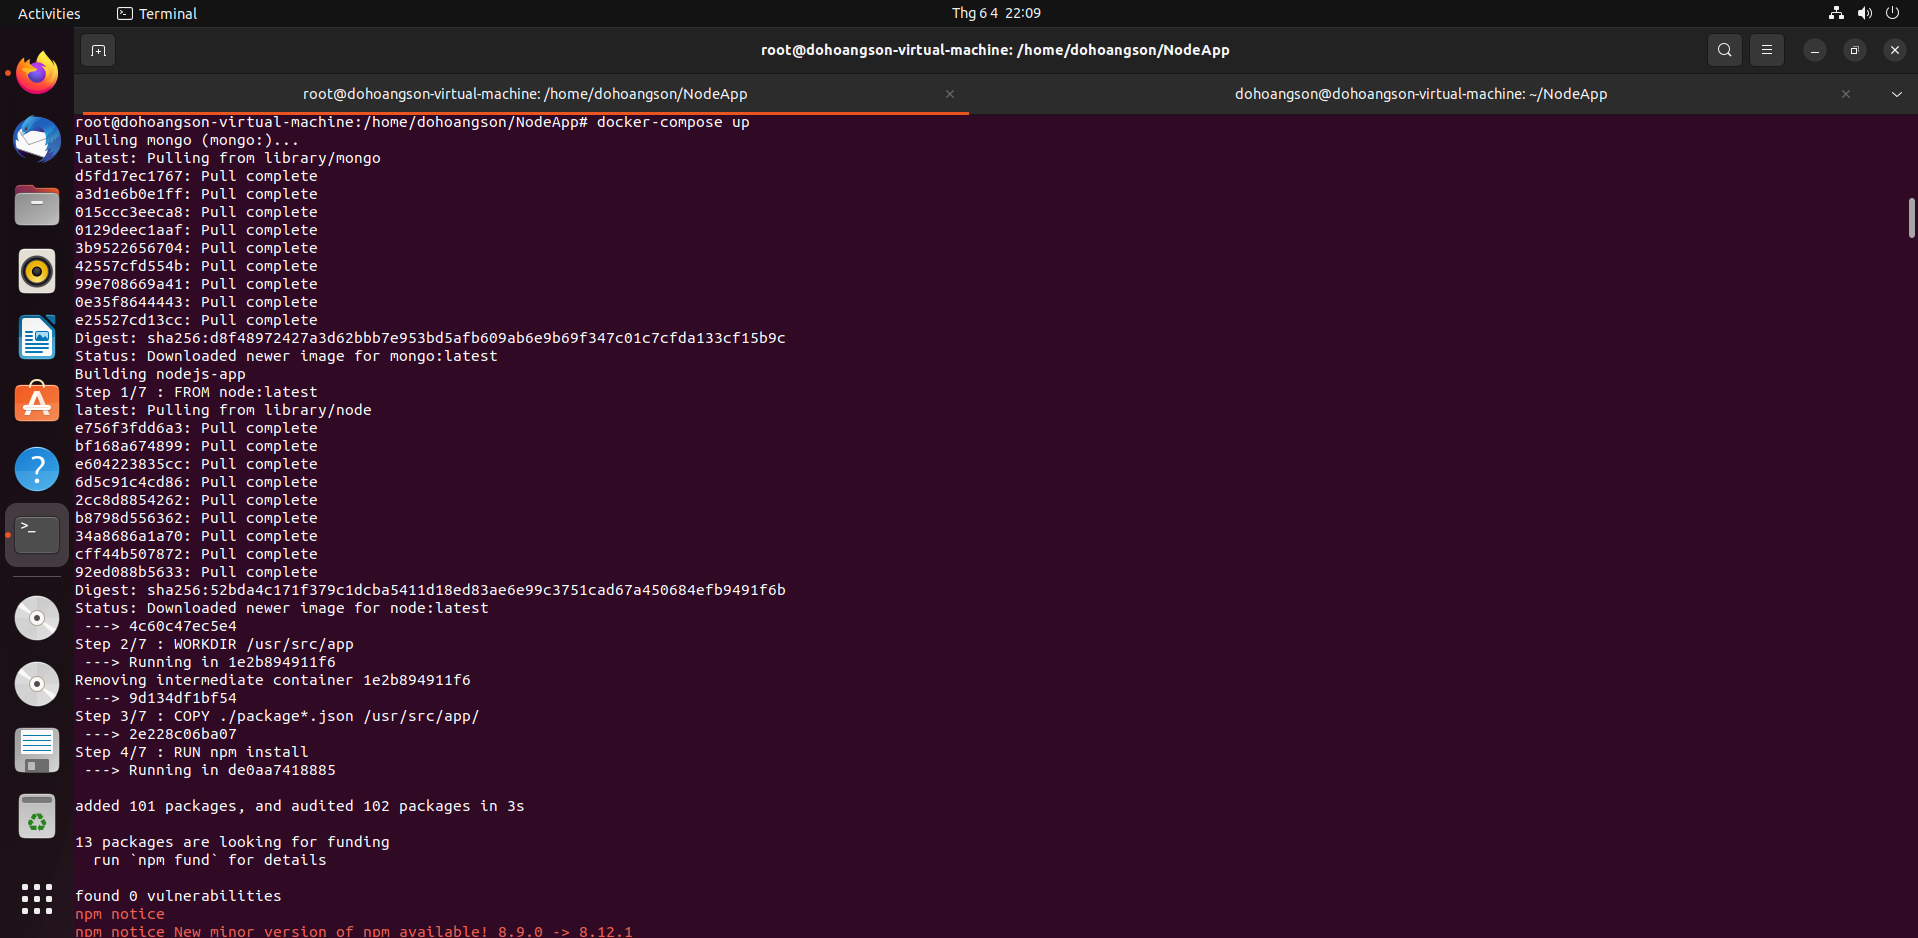 Activities
Terminal
Thg 6 4 22:09
root@dohoangson-virtual-machine: /home/dohoangson/NodeApp
root@dohoangson-virtual-machine: /home/dohoangson/NodeApp
dohoangson@dohoangson-virtual-machine: ~/NodeApp
root@dohoangson-virtual-machine:/home/dohoangson/NodeApp# docker-compose up
Pulling mongo (mongo:)...
latest: Pulling from library/mongo
d5fd17ec1767: Pull complete
a3d1e6b0e1ff: Pull complete
015ccc3eeca8: Pull complete
0129deec1aaf: Pull complete
3b9522656704: Pull complete
42557cfd554b: Pull complete
99e708669a41: Pull complete
0e35f8644443: Pull complete
e25527cd13cc: Pull complete
Digest: sha256:d8f48972427a3d62bbb7e953bd5afb609ab6e9b69f347c01c7cfda133cf15b9c
Status: Downloaded newer image for mongo:latest
Building nodejs-app
Step 1/7 : FROM node:latest
latest: Pulling from library/node
e756f3fdd6a3: Pull complete
bf168a674899: Pull complete
e604223835cc: Pull complete
6d5c91c4cd86: Pull complete
2cc8d8854262: Pull complete
b8798d556362: Pull complete
34a8686a1a70: Pull complete
cff44b507872: Pull complete
92ed088b5633: Pull complete
Digest: sha256:52bda4c171f379c1dcba5411d18ed83ae6e99c3751cad67a450684efb9491f6b
Status: Downloaded newer image for node:latest
 ---> 4c60c47ec5e4
Step 2/7 : WORKDIR /usr/src/app
 ---> Running in 1e2b894911f6
Removing intermediate container 1e2b894911f6
 ---> 9d134df1bf54
Step 3/7 : COPY ./package*.json /usr/src/app/
 ---> 2e228c06ba07
Step 4/7 : RUN npm install
 ---> Running in de0aa7418885
added 101 packages, and audited 102 packages in 3s
13 packages are looking for funding
  run `npm fund` for details
found 0 vulnerabilities
npm notice
npm notice New minor version of npm available! 8.9.0 -> 8.12.1